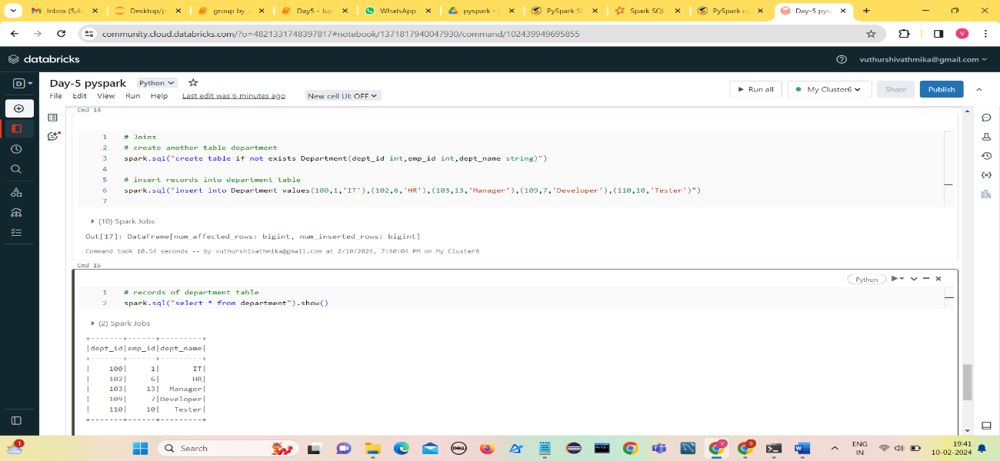 Inbox (5,4
Desktop/p
group by
Day5 - Jup
WhatsApp
pyspark -
PySpark S
Spark SQL
PySpark c
Day-5 pys
community.cloud.databricks.com/?o=4821331748397817#notebook/1371817940047930/command/102439949695855
V
databricks
vuthurshivathmika@gmail.com
D
Day-5 pyspark
Python
File Edit View Run Help Last edit was 6 minutes ago
New cell UI: OFF
Run all
My Cluster6
Share
Publish
Cmd 14
1 # Joins
2 # create another table department
3 spark.sql("create table if not exists Department(dept_id int,emp_id int,dept_name string)")
4
5 # insert records into department table
6 spark.sql("insert into Department values(100,1,'IT'),(102,6,'HR'),(103,13,'Manager'),(109,7,'Developer'),(110,10,'Tester')")
7
(10) Spark Jobs
Out[17]: DataFrame[num_affected_rows: bigint, num_inserted_rows: bigint]
Command took 10.54 seconds -- by vuthurshivathmika@gmail.com at 2/10/2024, 7:40:04 PM on My Cluster6
Cmd 15
Python
1 # records of department table
2 spark.sql("select * from department").show()
(2) Spark Jobs
+-------+------+---------+
|dept_id|emp_id|dept_name|
+-------+------+---------+
| 100| 1| IT|
| 102| 6| HR|
| 103| 13| Manager|
| 109| 7|Developer|
| 110| 10| Tester|
+-------+------+---------+
1
Search
DELL
V
S
W
ENG
IN
19:41
10-02-2024